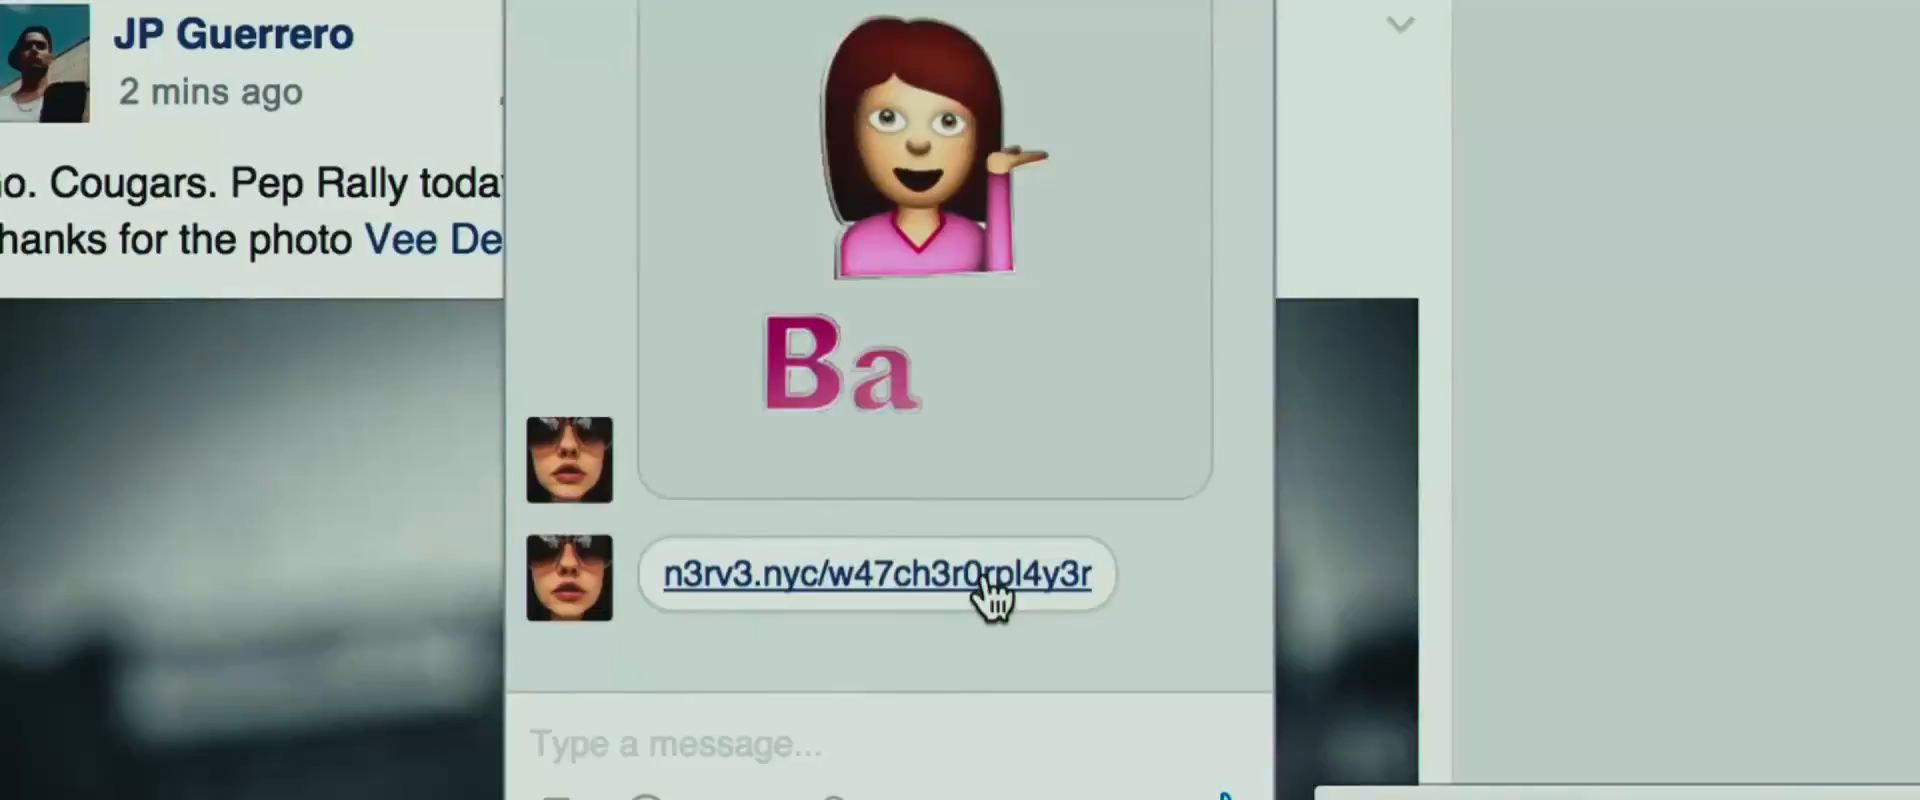 JP Guerrero
2 mins ago
o. Cougars. Pep Rally toda
hanks for the photo Vee De
Ba
n3rv3.nyc/w47ch3r0rpl4y3r
Type a message...